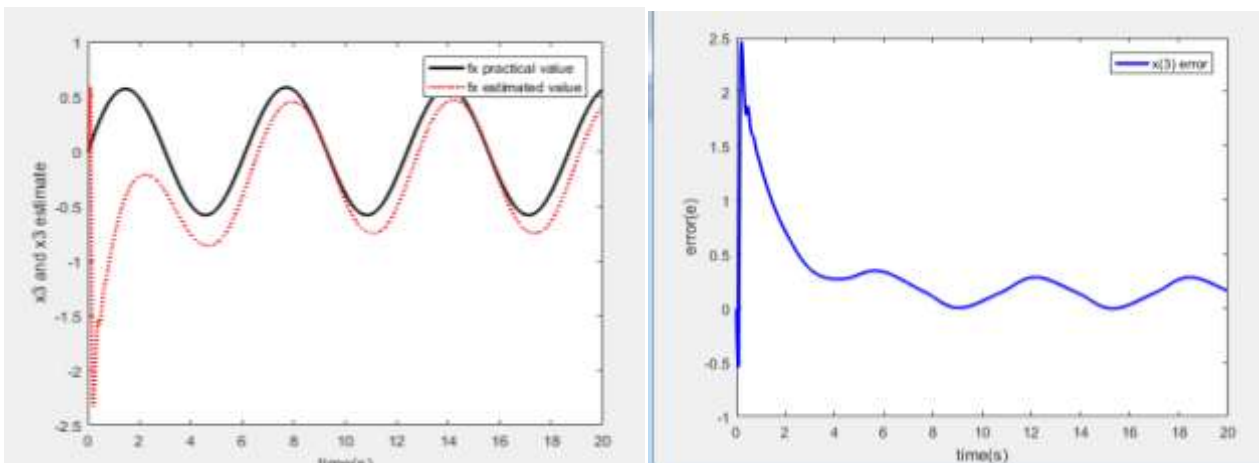 1
0.5
0
-0.5
-1
-1.5
-2
-2.5
x3 and x3 estimate
fx practical value
fx estimated value
0 2 4 6 8 10 12 14 16 18 20
time(s)
2.5
2
1.5
1
0.5
0
-0.5
-1
error(e)
x(3) error
0 2 4 6 8 10 12 14 16 18 20
time(s)